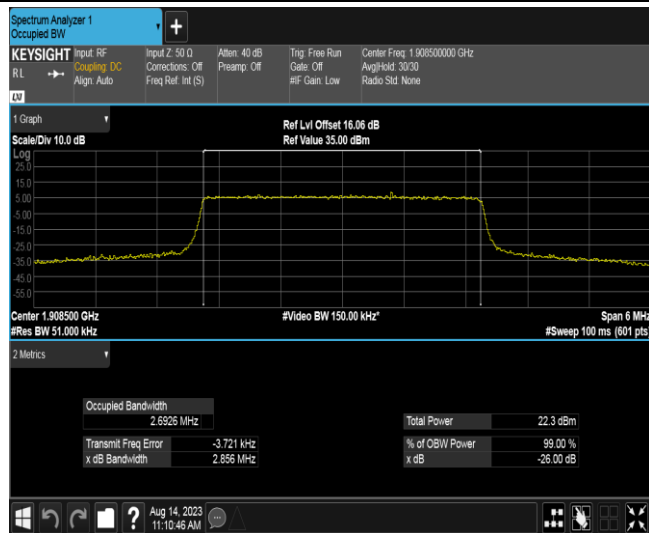 Spectrum Analyzer 1
Occupied BW
+
KEYSIGHT Input: RF Input Z: 50 Ω Atten: 40 dB Trig: Free Run Center Freq: 1.908500000 GHz
RL Coupling: DC Corrections: Off Preamp: Off Gate: Off Avg|Hold: 30/30
Align: Auto Freq Ref: Int (S) #IF Gain: Low Radio Std: None
1 Graph
Ref Lvl Offset 16.06 dB
Scale/Div 10.0 dB Ref Value 35.00 dBm
Log
25.0
15.0
5.00
-5.00
-15.0
-25.0
-35.0
-45.0
-55.0
Center 1.908500 GHz #Video BW 150.00 kHz* Span 6 MHz
#Res BW 51.000 kHz #Sweep 100 ms (601 pts)
2 Metrics
Occupied Bandwidth
2.6926 MHz Total Power 22.3 dBm
Transmit Freq Error -3.721 kHz % of OBW Power 99.00 %
x dB Bandwidth 2.856 MHz x dB -26.00 dB
? Aug 14, 2023
11:10:46 AM